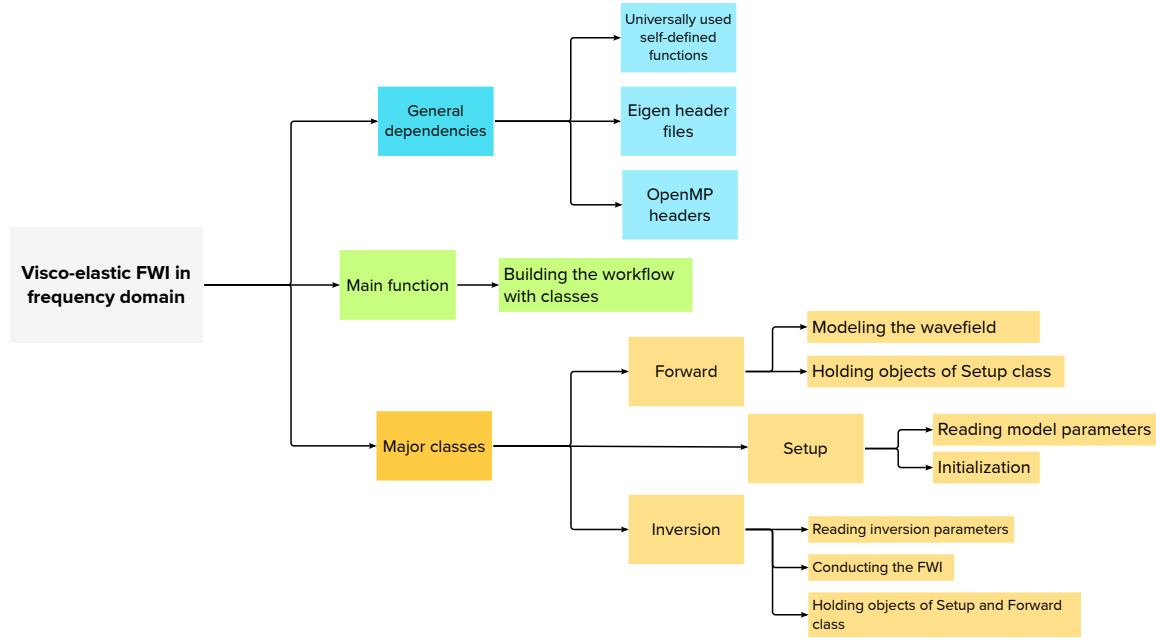 Universally used
self-defined
functions
General
dependencies
Eigen header
files
OpenMP
headers
Visco-elastic FWI in
frequency domain
Main function
Building the workflow
with classes
Major classes
Forward
Modeling the wavefield
Holding objects of Setup class
Setup
Reading model parameters
Initialization
Inversion
Reading inversion parameters
Conducting the FWI
Holding objects of Setup and Forward
class